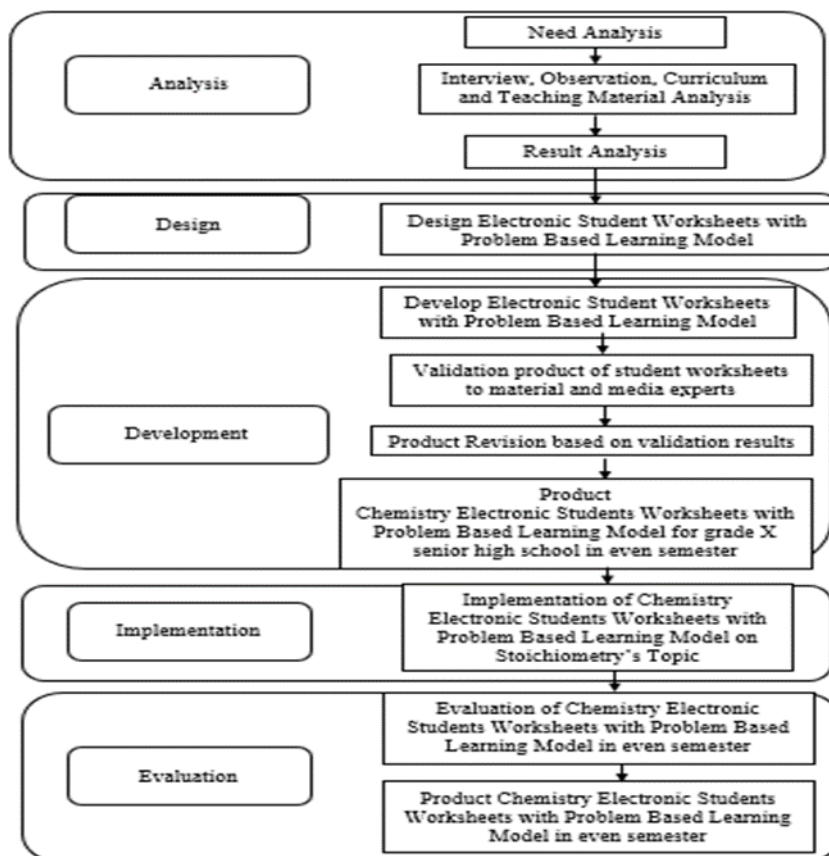 Need Analysis
Analysis
Interview, Observation, Curriculum
and Teaching Material Analysis
Result Analysis
Design
Design Electronic Student Worksheets with
Problem Based Learning Model
Develop Electronic Student Worksheets
with Problem Based Learning Model
Validation product of student worksheets
to material and media experts
Development
Product Revision based on validation results
Product
Chemistry Electronic Students Worksheets with
Problem Based Learning Model for grade X
senior high school in even semester
Implementation
Implementation of Chemistry
Electronic Students Worksheets with
Problem Based Learning Model on
Stoichiometry's Topic
Evaluation of Chemistry Electronic
Students Worksheets with Problem Based
Learning Model in even semester
Evaluation
Product Chemistry Electronic Students
Worksheets with Problem Based Learning
Model in even semester